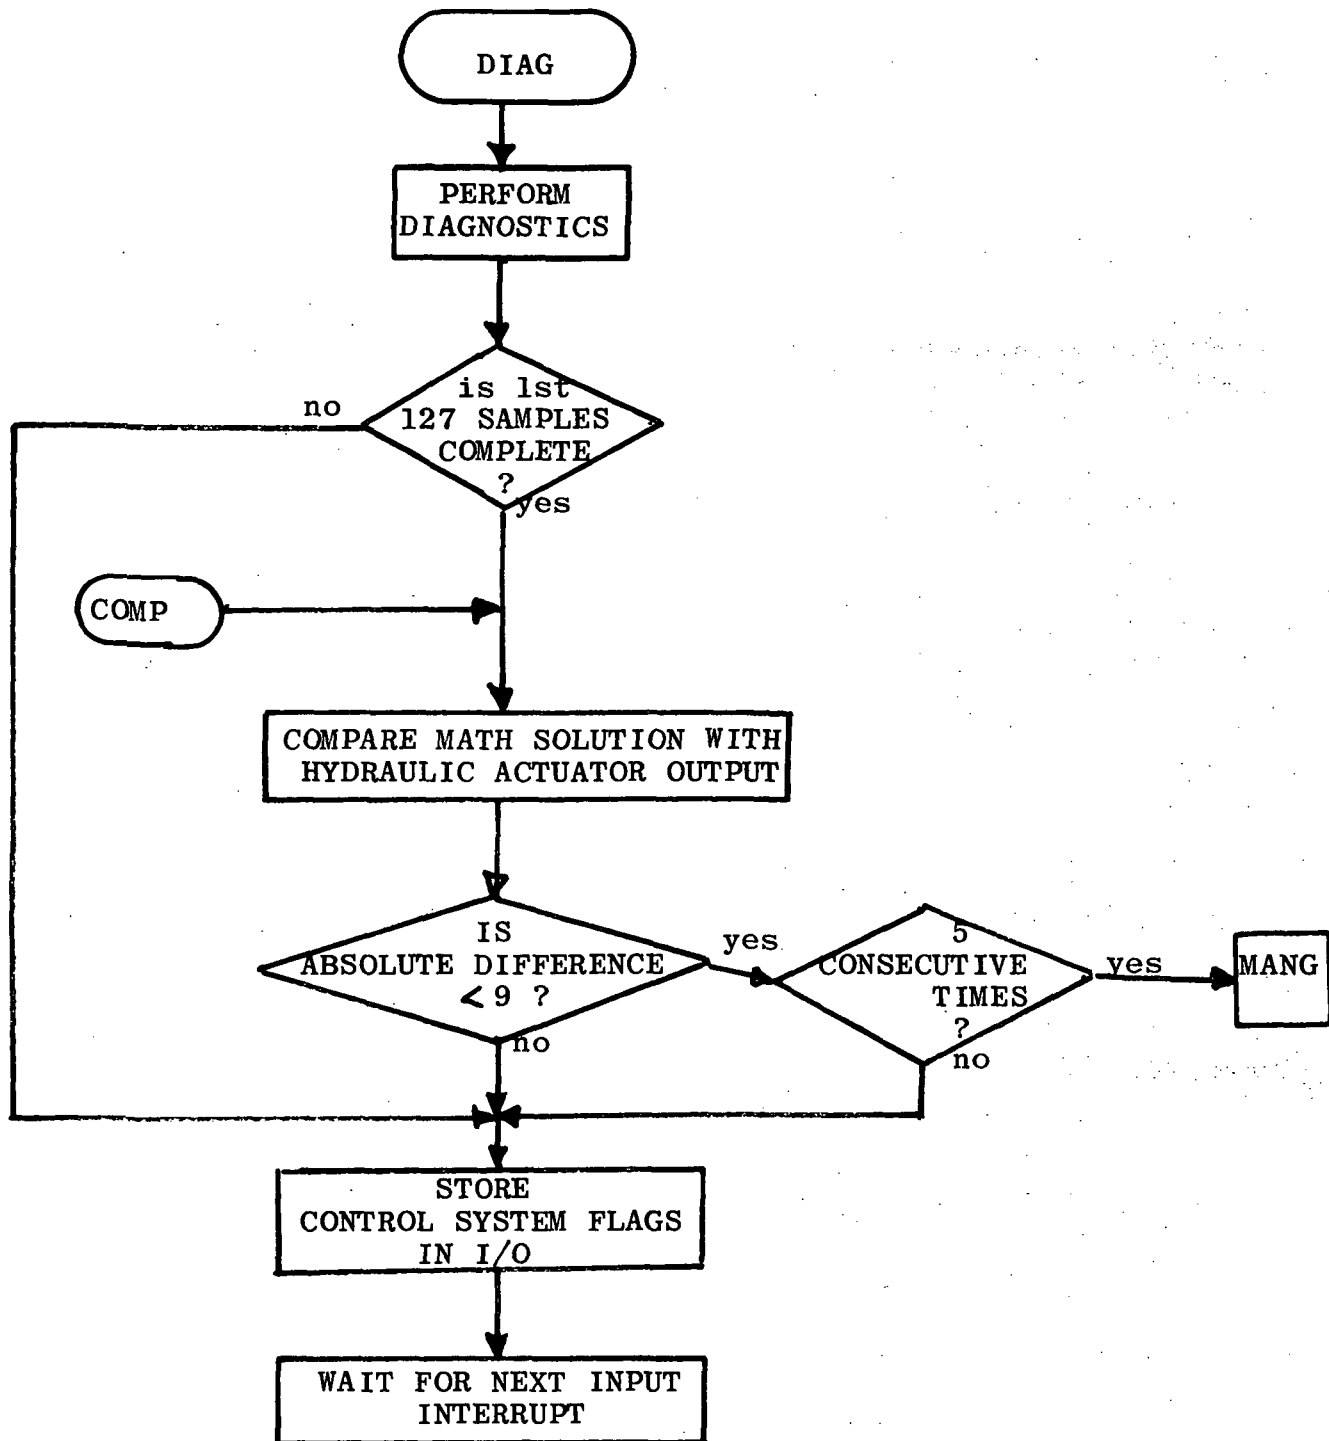 DIAG
PERFORM
DIAGNOSTICS
is 1st
127 SAMPLES
COMPLETE
?
no
yes
COMP
COMPARE MATH SOLUTION WITH
HYDRAULIC ACTUATOR OUTPUT
IS
ABSOLUTE DIFFERENCE
< 9 ?
yes
no
5
CONSECUTIVE
TIMES
?
yes
no
MANG
STORE
CONTROL SYSTEM FLAGS
IN I/O
WAIT FOR NEXT INPUT
INTERRUPT